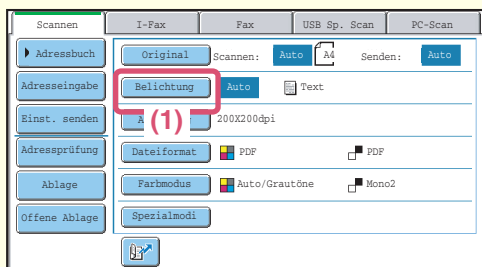 Scannen I-Fax Fax USB Sp. Scan PC-Scan
Adressbuch Original Scannen: Auto A4 Senden: Auto
Adresseingabe Belichtung Auto Text
Einst. senden (1) 200X200dpi
Adressprüfung Dateiformat PDF PDF
Ablage Farbmodus Auto/Grautöne Mono2
Offene Ablage Spezialmodi